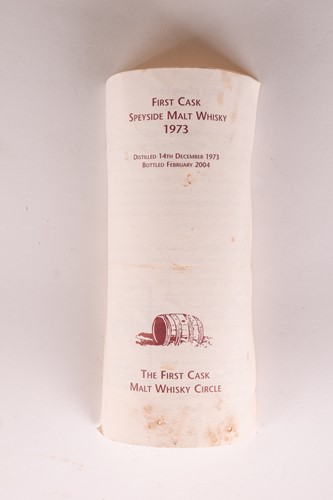 First Cask
Speyside Malt Whisky
1973
Distilled 14th December 1973
Bottled February 2004
The First Cask
Malt Whisky Circle